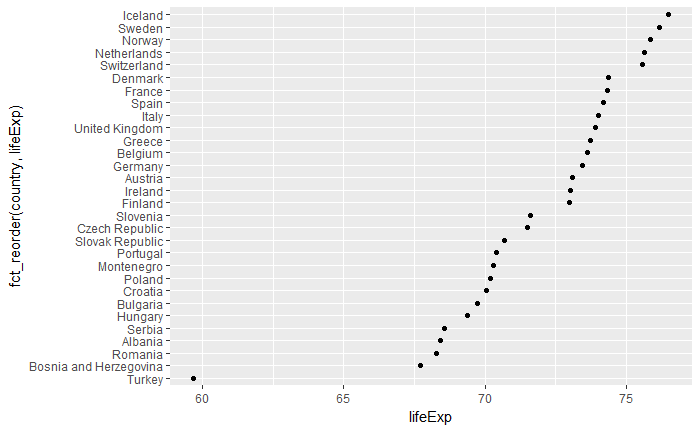 Iceland
Sweden
Norway
Netherlands
Switzerland
Denmark
France
Spain
Italy
United Kingdom
Greece
Belgium
Germany
Austria
Ireland
Finland
Slovenia
Czech Republic
Slovak Republic
Portugal
Montenegro
Poland
Croatia
Bulgaria
Hungary
Serbia
Albania
Romania
Bosnia and Herzegovina
Turkey
fct_reorder(country, lifeExp)
60 65 70 75
lifeExp